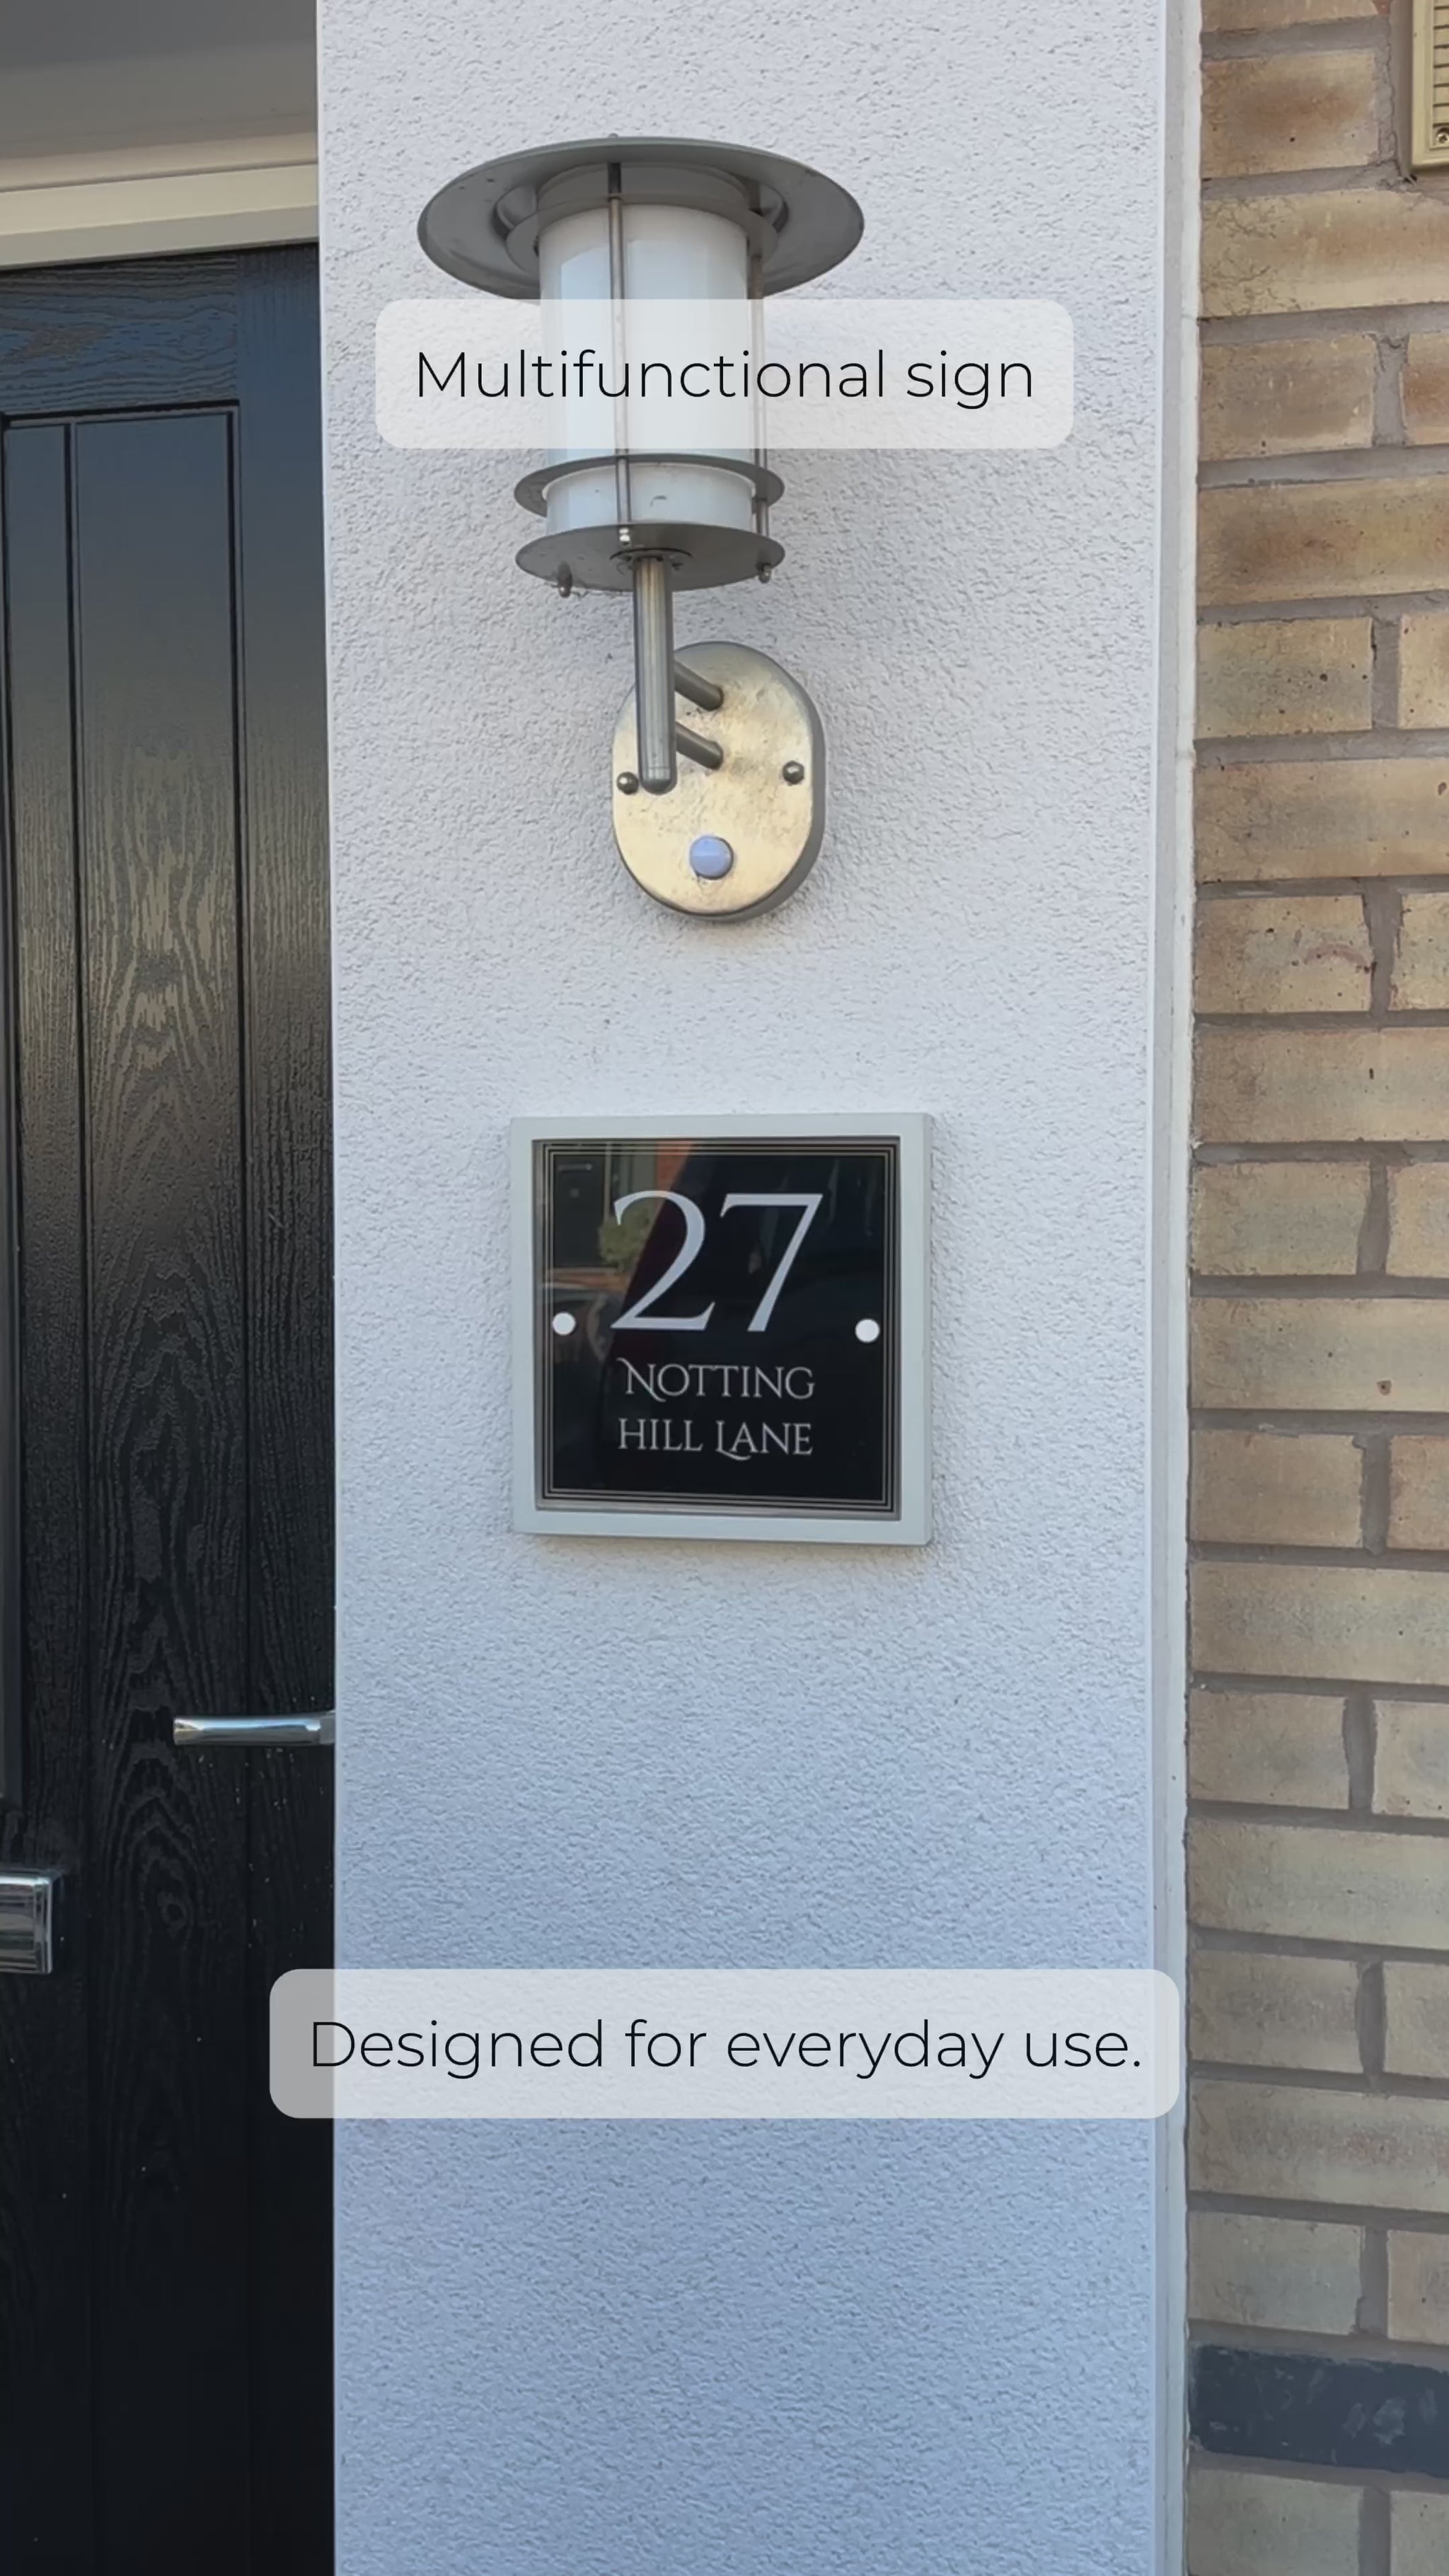 Multifunctional sign
27
NOTTING
HILL LANE
Designed for everyday use.